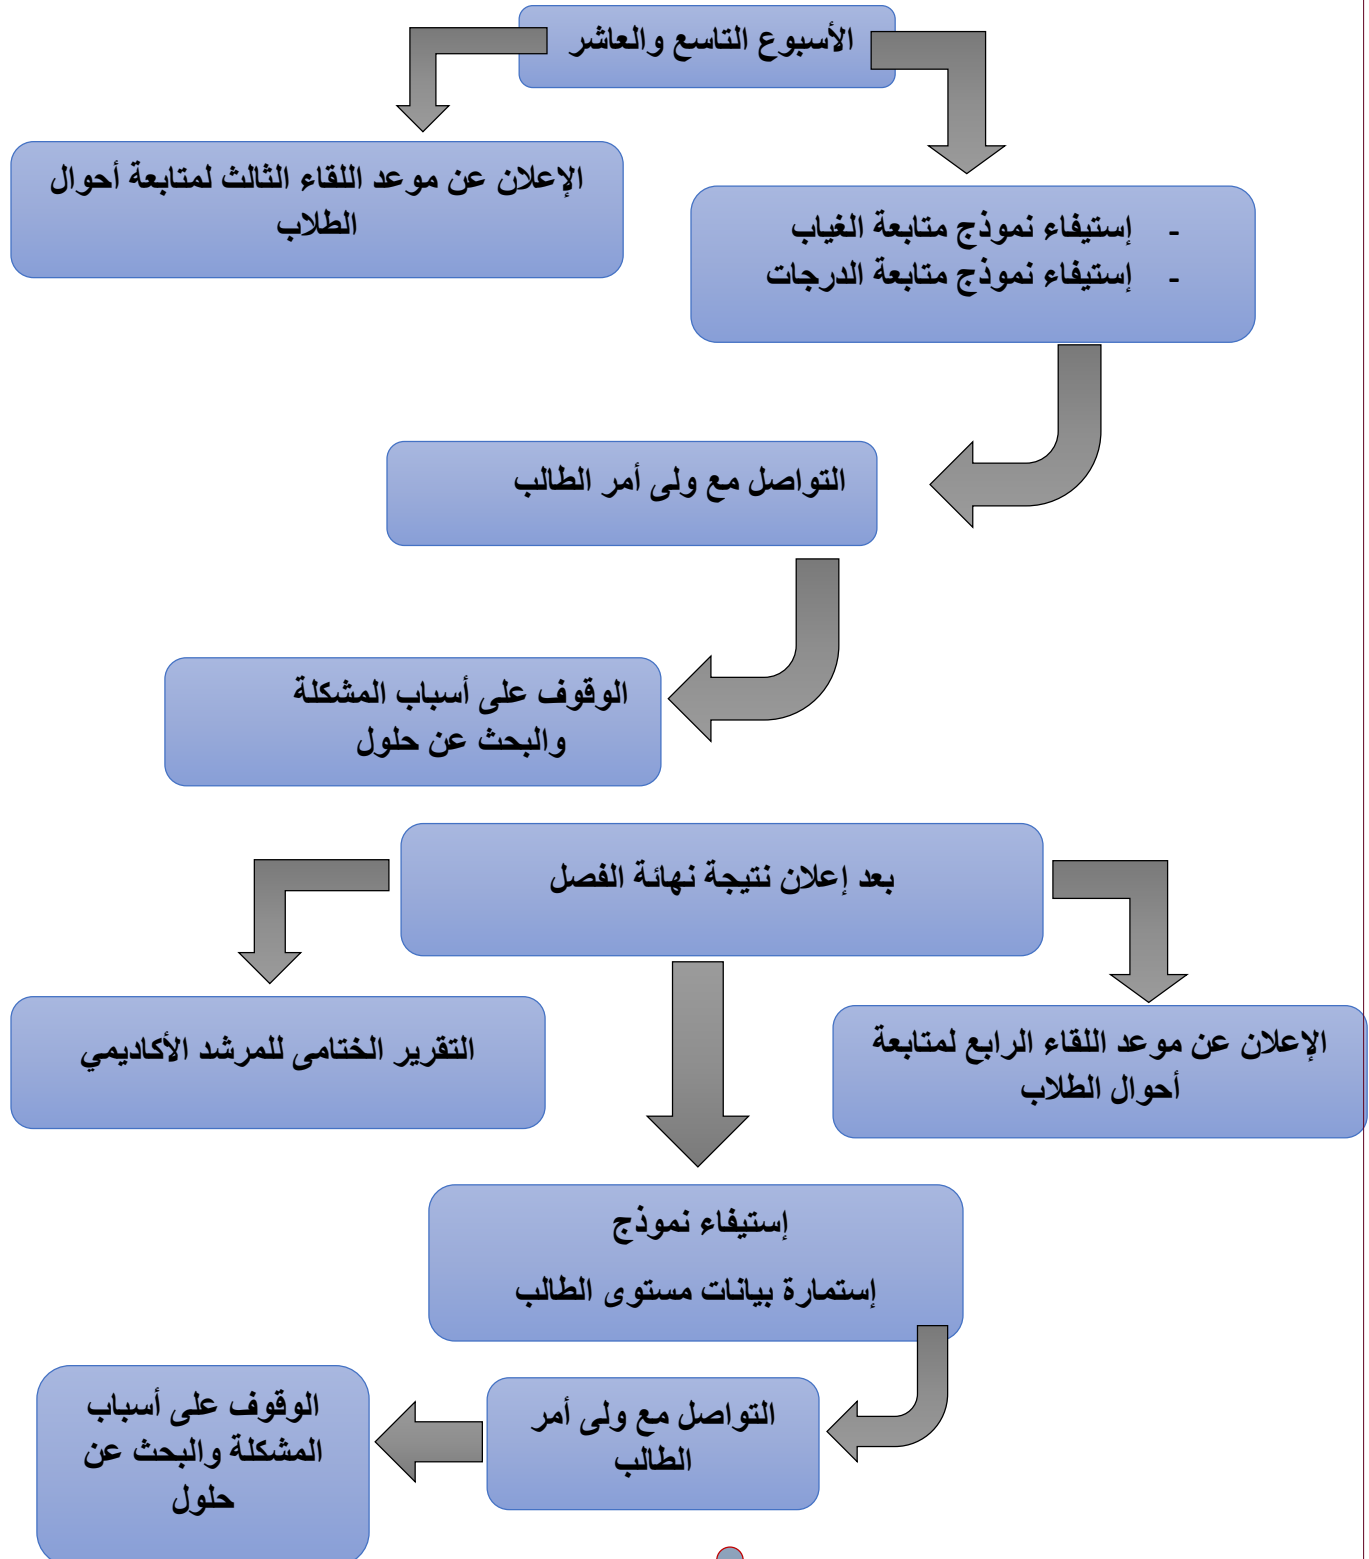 الأسبوع التاسع والعاشر
الإعلان عن موعد اللقاء الثالث لمتابعة أحوال
الطلاب
- إستيفاء نموذج متابعة الغياب
- إستيفاء نموذج متابعة الدرجات
التواصل مع ولى أمر الطالب
الوقوف على أسباب المشكلة
والبحث عن حلول
بعد إعلان نتيجة نهائة الفصل
الإعلان عن موعد اللقاء الرابع لمتابعة
أحوال الطلاب
التقرير الختامى للمرشد الأكاديمي
إستيفاء نموذج
إستمارة بيانات مستوى الطالب
التواصل مع ولى أمر
الطالب
الوقوف على أسباب
المشكلة والبحث عن
حلول